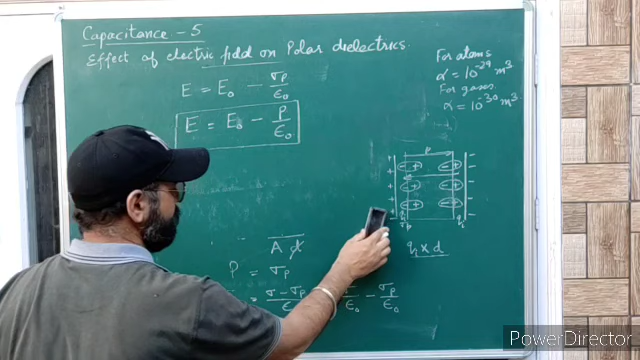 Capacitance - 5
Effect of electric field on Polar dielectrics.
E = E₀ - σp/ε₀
E = E₀ - P/ε₀
For atoms
α = 10⁻²⁹ m³
For gases
α = 10⁻³⁰ m³
P
q × d
A d
P = σp
= σ - σp/ε
/ε₀ - σp/ε₀
PowerDirector